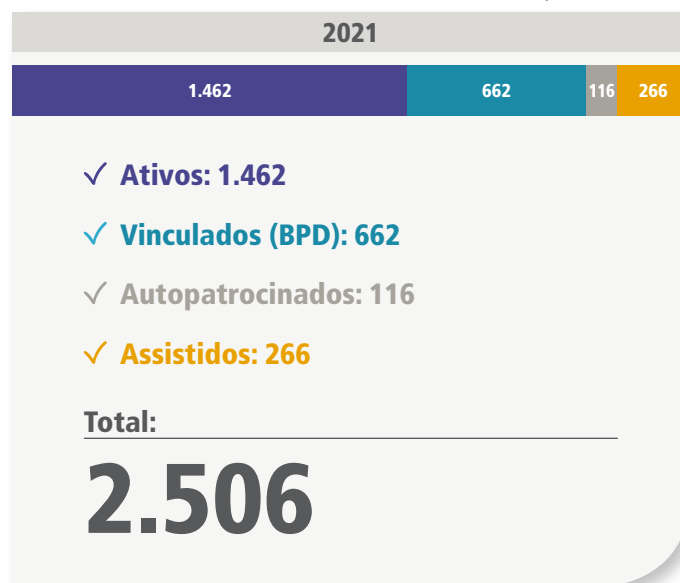 2021
1.462 662 116 266
Ativos: 1.462
Vinculados (BPD): 662
Autopatrocinados: 116
Assistidos: 266
Total:
2.506